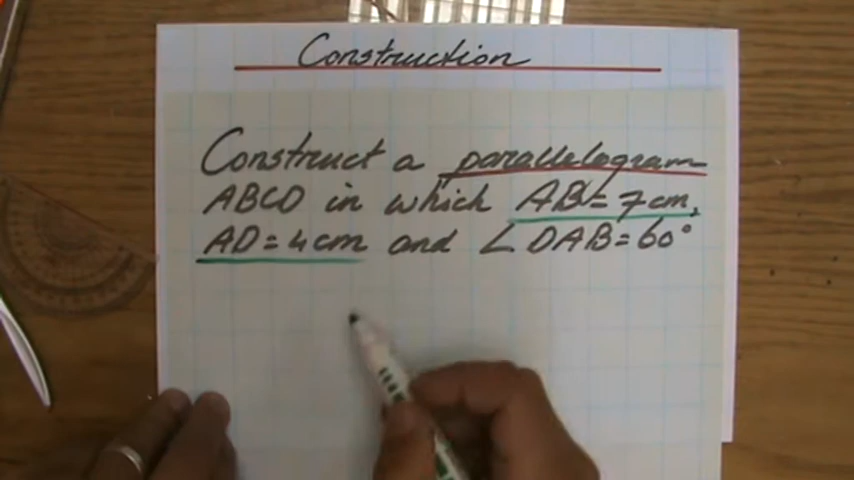 Construction
Construct a parallelogram
ABCD in which AB = 7cm,
AD = 4cm and ∠DAB = 60°